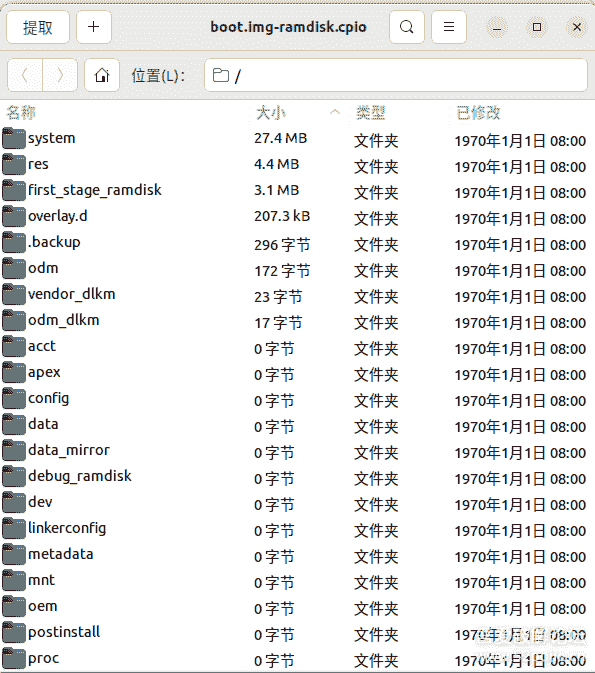 提取 boot.img-ramdisk.cpio
位置(L): /
名称 大小 类型 已修改
system 27.4 MB 文件夹 1970年1月1日 08:00
res 4.4 MB 文件夹 1970年1月1日 08:00
first_stage_ramdisk 3.1 MB 文件夹 1970年1月1日 08:00
overlay.d 207.3 kB 文件夹 1970年1月1日 08:00
.backup 296 字节 文件夹 1970年1月1日 08:00
odm 172 字节 文件夹 1970年1月1日 08:00
vendor_dlkm 23 字节 文件夹 1970年1月1日 08:00
odm_dlkm 17 字节 文件夹 1970年1月1日 08:00
acct 0 字节 文件夹 1970年1月1日 08:00
apex 0 字节 文件夹 1970年1月1日 08:00
config 0 字节 文件夹 1970年1月1日 08:00
data 0 字节 文件夹 1970年1月1日 08:00
data_mirror 0 字节 文件夹 1970年1月1日 08:00
debug_ramdisk 0 字节 文件夹 1970年1月1日 08:00
dev 0 字节 文件夹 1970年1月1日 08:00
linkerconfig 0 字节 文件夹 1970年1月1日 08:00
metadata 0 字节 文件夹 1970年1月1日 08:00
mnt 0 字节 文件夹 1970年1月1日 08:00
oem 0 字节 文件夹 1970年1月1日 08:00
postinstall 0 字节 文件夹 1970年1月1日 08:00
proc 0 字节 文件夹 1970年1月1日 08:00